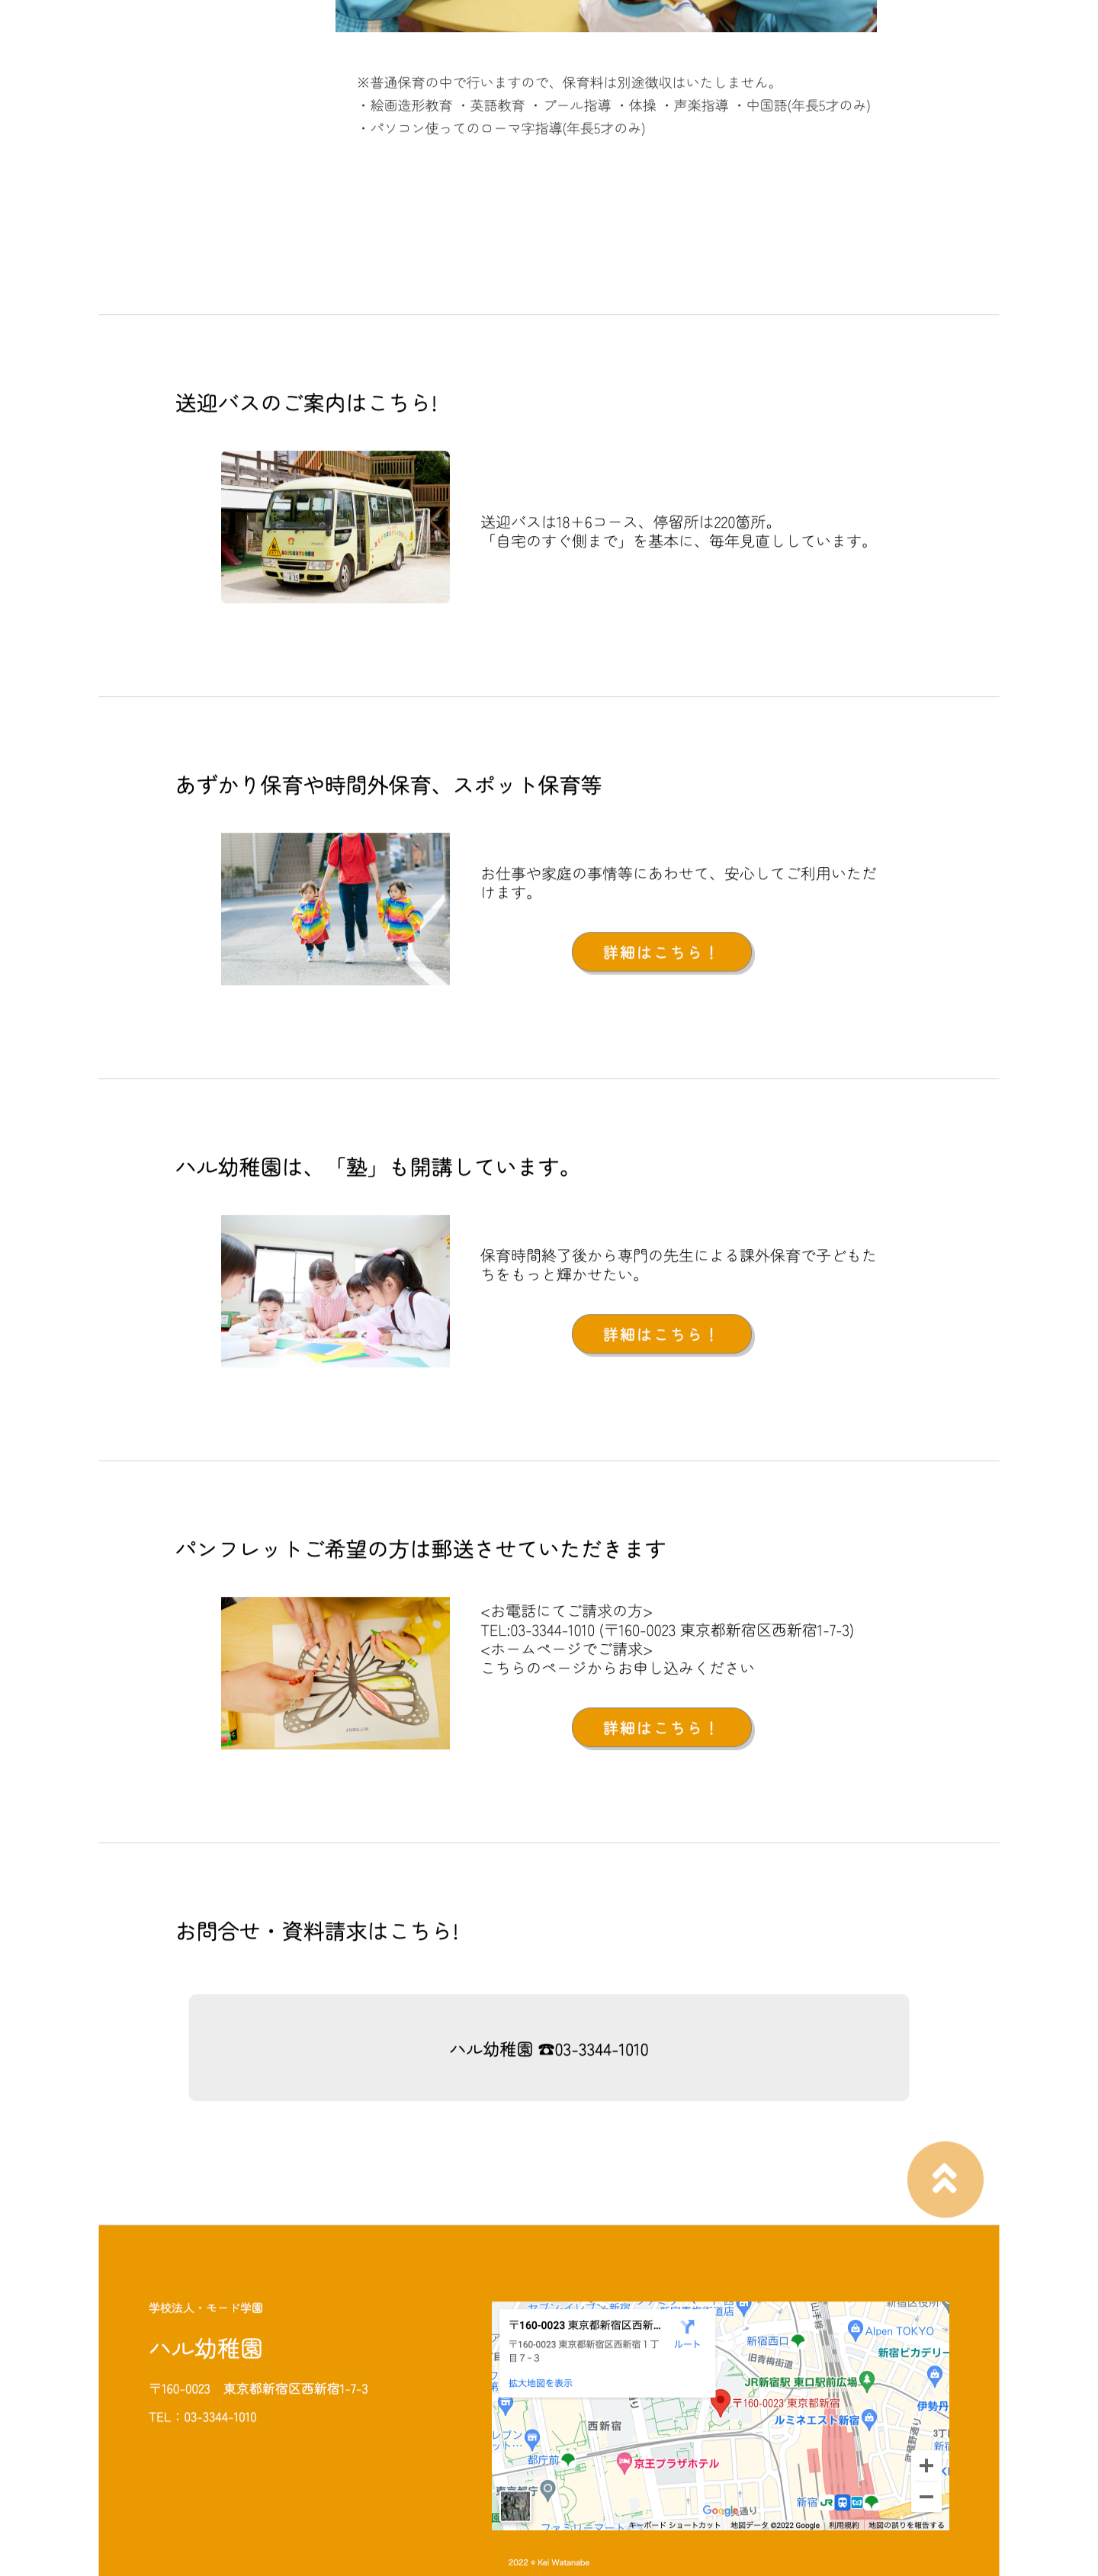 ※普通保育の中で行いますので、保育料は別途徴収はいたしません。
・絵画造形教育 ・英語教育 ・プール指導 ・体操 ・声楽指導 ・中国語(年長5才のみ)
・パソコン使ってのローマ字指導(年長5才のみ)
送迎バスのご案内はこちら!
送迎バスは18＋6コース、停留所は220箇所。
「自宅のすぐ側まで」を基本に、毎年見直ししています。
あずかり保育や時間外保育、スポット保育等
お仕事や家庭の事情等にあわせて、安心してご利用いただ
けます。
詳細はこちら！
ハル幼稚園は、「塾」も開講しています。
保育時間終了後から専門の先生による課外保育で子どもた
ちをもっと輝かせたい。
詳細はこちら！
パンフレットご希望の方は郵送させていただきます
<お電話にてご請求の方>
TEL:03-3344-1010 (〒160-0023 東京都新宿区西新宿1-7-3)
<ホームページでご請求>
こちらのページからお申し込みください
詳細はこちら！
お問合せ・資料請求はこちら!
ハル幼稚園 ☎03-3344-1010
学校法人・モード学園
ハル幼稚園
〒160-0023　東京都新宿区西新宿1-7-3
TEL：03-3344-1010
〒160-0023 東京都新宿区西新...
〒160-0023 東京都新宿区西新宿１丁
目７−３
ルート
拡大地図を表示
新宿西口
Alpen TOKYO
旧青梅街道
新宿ピカデリー
JR新宿駅 東口駅前広場
〒160-0023 東京都新宿
伊勢丹
ルミネエスト新宿
西新宿
武蔵野通り
都庁前
京王プラザホテル
東京都庁
新宿 JR
Google
ファミリーマート
キーボード ショートカット
地図データ ©2022 Google
利用規約
地図の誤りを報告する
2022 © Kei Watanabe